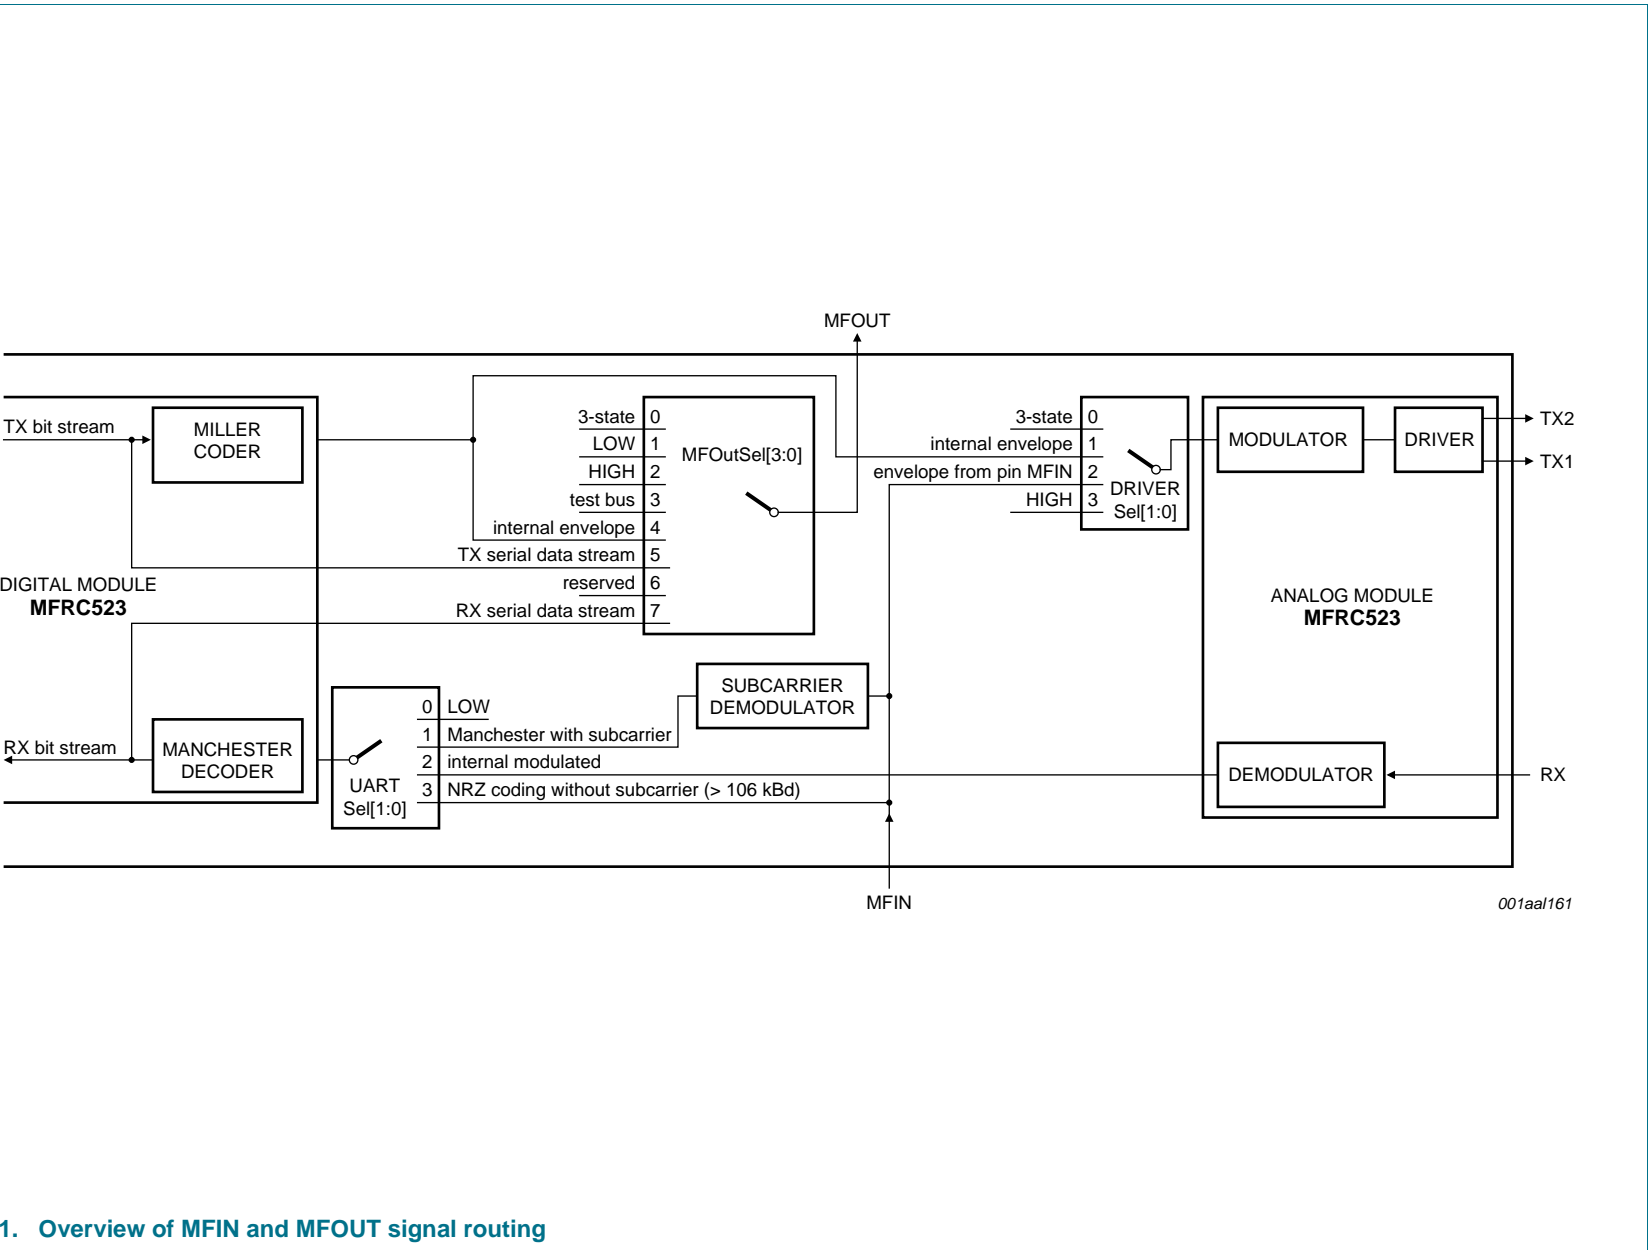 MFOUT
TX bit stream
MILLER
CODER
3-state 0
LOW 1
HIGH 2
test bus 3
internal envelope 4
TX serial data stream 5
reserved 6
RX serial data stream 7
MFOutSel[3:0]
3-state 0
internal envelope 1
envelope from pin MFIN 2
HIGH 3
DRIVER
Sel[1:0]
MODULATOR
DRIVER
TX2
TX1
DIGITAL MODULE
MFRC523
ANALOG MODULE
MFRC523
SUBCARRIER
DEMODULATOR
RX bit stream
MANCHESTER
DECODER
UART
Sel[1:0]
0 LOW
1 Manchester with subcarrier
2 internal modulated
3 NRZ coding without subcarrier (> 106 kBd)
DEMODULATOR
RX
MFIN
001aal161
1. Overview of MFIN and MFOUT signal routing